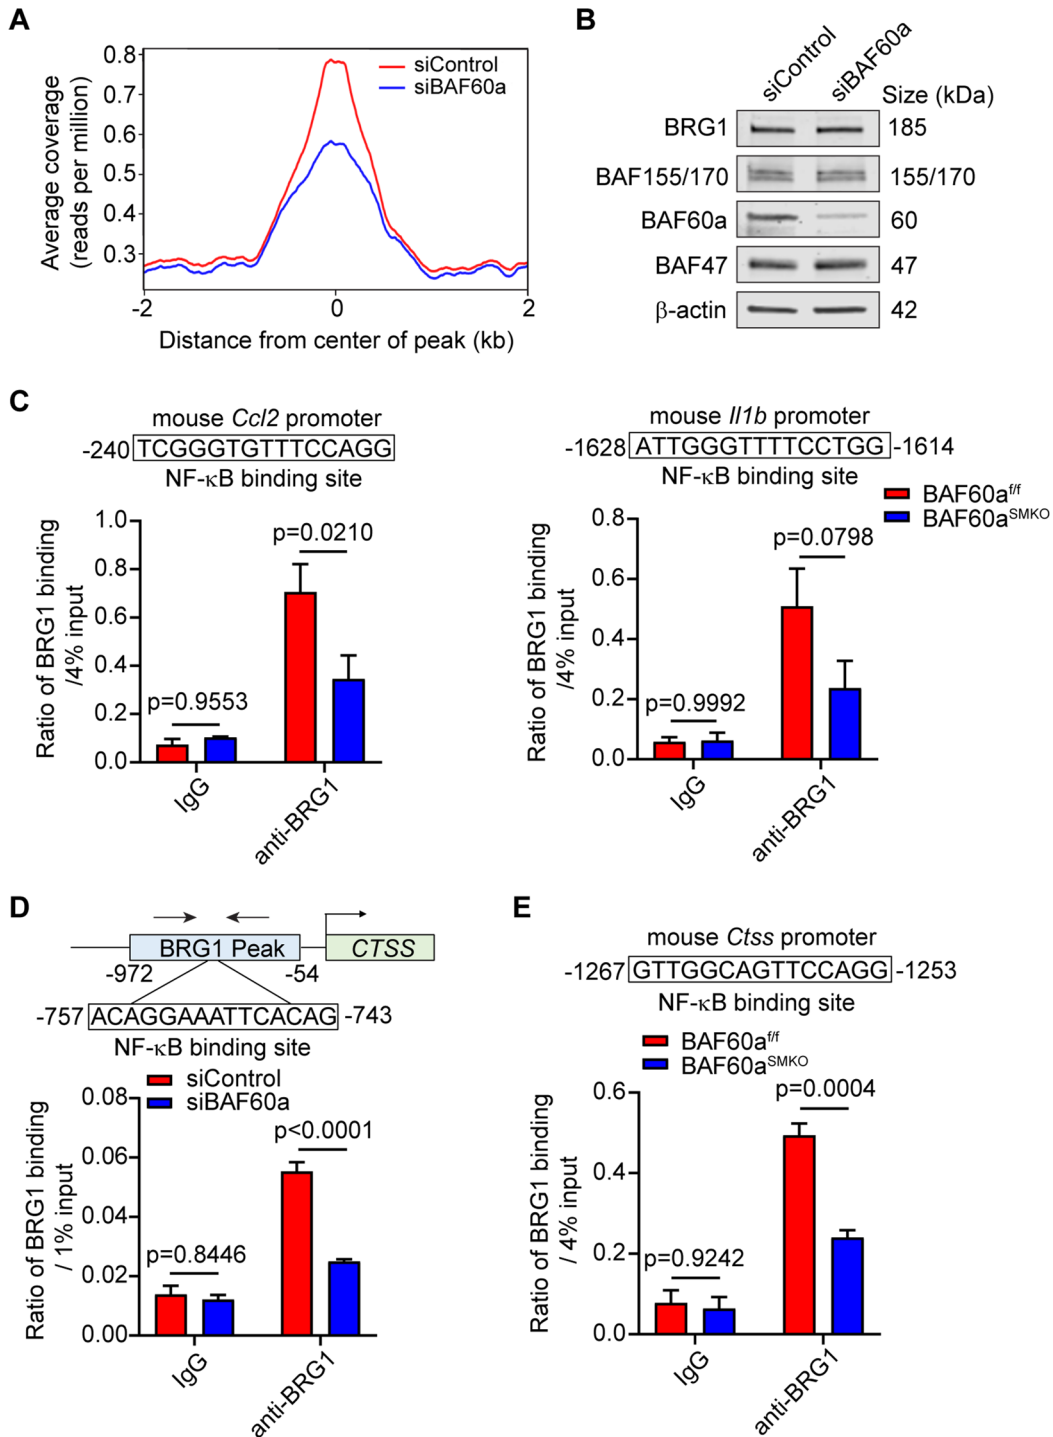 A
Average coverage
(reads per million)
0.8
0.7
0.6
0.5
0.4
0.3
siControl
siBAF60a
-2
0
2
Distance from center of peak (kb)
B
siControl
siBAF60a
Size (kDa)
BRG1
185
BAF155/170
155/170
BAF60a
60
BAF47
47
β-actin
42
C
mouse Ccl2 promoter
-240 TCGGGTGTTTCCAGG
NF-κB binding site
Ratio of BRG1 binding
/4% input
1.0
0.8
0.6
0.4
0.2
0.0
p=0.9553
p=0.0210
IgG
anti-BRG1
mouse Il1b promoter
-1628 ATTGGGTTTTCCTGG -1614
NF-κB binding site
BAF60af/f
BAF60aSMKO
Ratio of BRG1 binding
/4% input
0.8
0.6
0.4
0.2
0.0
p=0.9992
p=0.0798
IgG
anti-BRG1
D
BRG1 Peak
CTSS
-972
-54
-757 ACAGGAAATTCACAG -743
NF-κB binding site
siControl
siBAF60a
Ratio of BRG1 binding
/ 1% input
0.08
0.06
0.04
0.02
0.00
p=0.8446
p<0.0001
IgG
anti-BRG1
E
mouse Ctss promoter
-1267 GTTGGCAGTTCCAGG -1253
NF-κB binding site
BAF60af/f
BAF60aSMKO
Ratio of BRG1 binding
/ 4% input
0.6
0.4
0.2
0.0
p=0.9242
p=0.0004
IgG
anti-BRG1